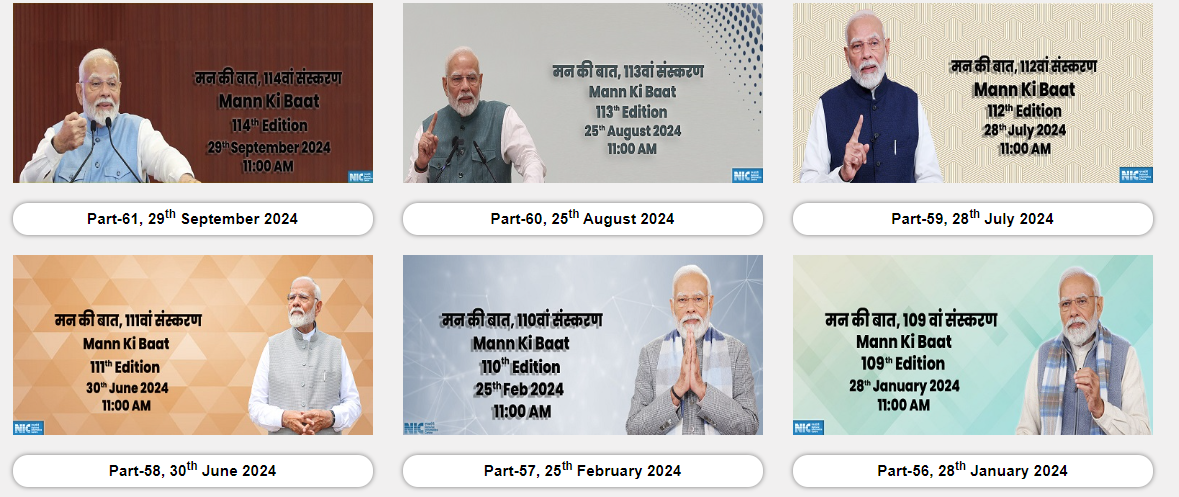 मन की बात, 114वां संस्करण
Mann Ki Baat
114th Edition
29th September 2024
11:00 AM
NIC
Part-61, 29th September 2024
मन की बात, 113वां संस्करण
Mann Ki Baat
113th Edition
25th August 2024
11:00 AM
NIC
Part-60, 25th August 2024
मन की बात, 112वां संस्करण
Mann Ki Baat
112th Edition
28th July 2024
11:00 AM
NIC
Part-59, 28th July 2024
मन की बात, 111वां संस्करण
Mann Ki Baat
111th Edition
30th June 2024
11:00 AM
NIC
Part-58, 30th June 2024
मन की बात, 110वां संस्करण
Mann Ki Baat
110th Edition
25th Feb 2024
11:00 AM
NIC
Part-57, 25th February 2024
मन की बात, 109 वां संस्करण
Mann Ki Baat
109th Edition
28th January 2024
11:00 AM
NIC
Part-56, 28th January 2024